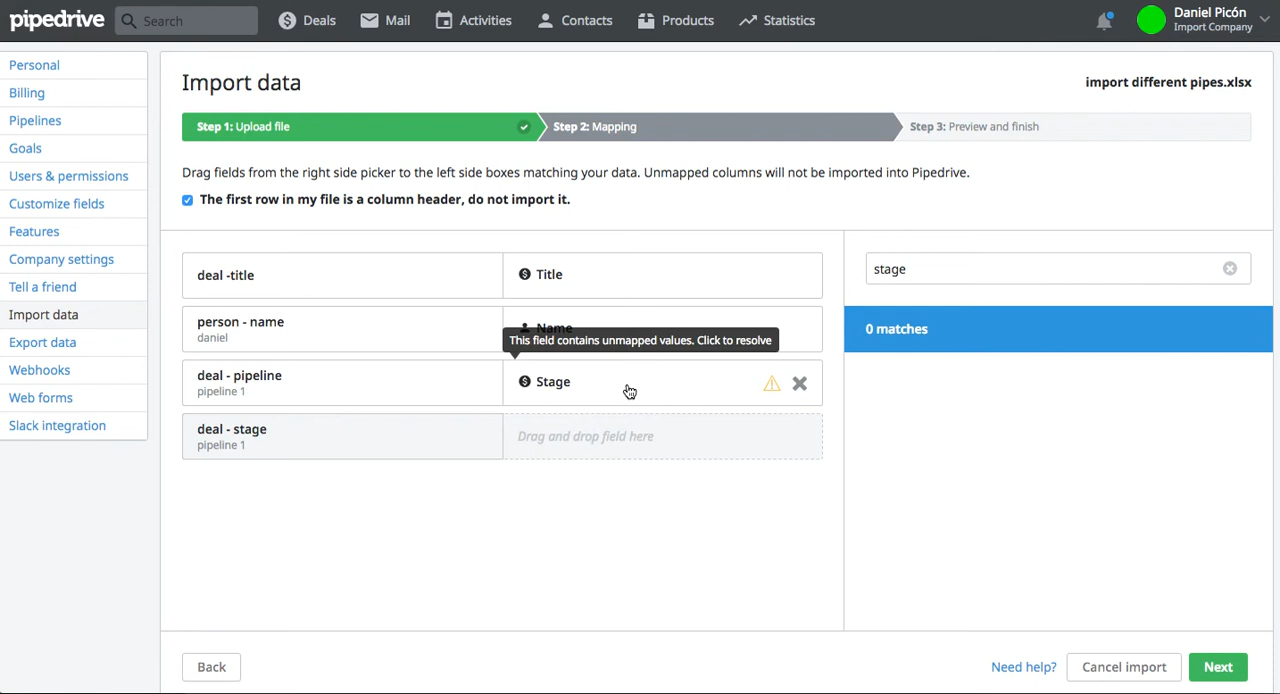 pipedrive
Search
Deals
Mail
Activities
Contacts
Products
Statistics
Daniel Picón
Import Company
Personal
Billing
Pipelines
Goals
Users & permissions
Customize fields
Features
Company settings
Tell a friend
Import data
Export data
Webhooks
Web forms
Slack integration
Import data
import different pipes.xlsx
Step 1: Upload file
Step 2: Mapping
Step 3: Preview and finish
Drag fields from the right side picker to the left side boxes matching your data. Unmapped columns will not be imported into Pipedrive.
The first row in my file is a column header, do not import it.
deal -title
Title
person - name
daniel
Name
This field contains unmapped values. Click to resolve
deal - pipeline
pipeline 1
Stage
deal - stage
pipeline 1
Drag and drop field here
stage
0 matches
Back
Need help?
Cancel import
Next